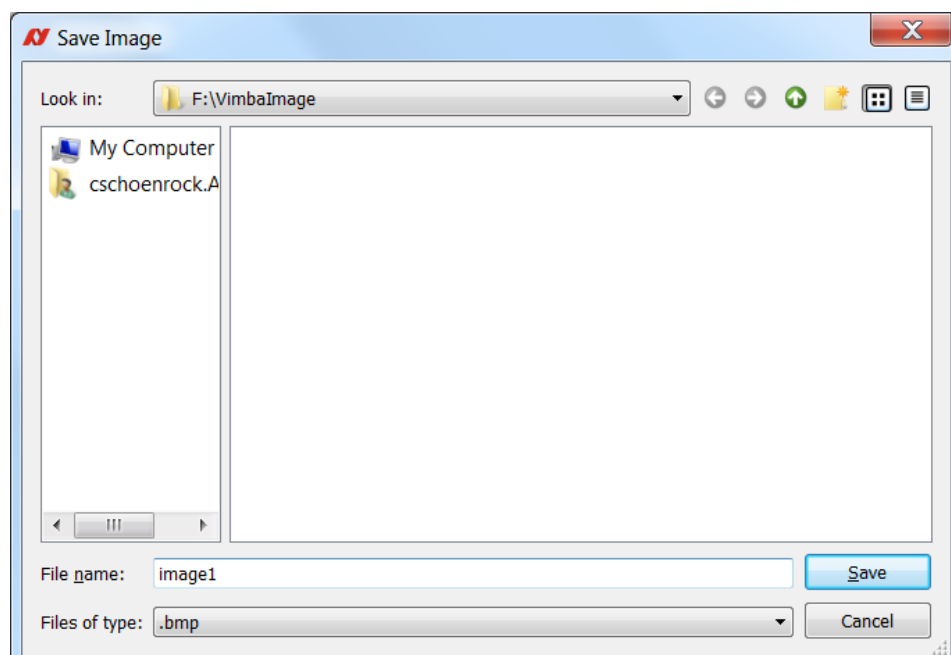 Save Image
Look in: F:\VimbaImage
My Computer
cschoenrock.A
File name: image1 Save
Files of type: .bmp Cancel